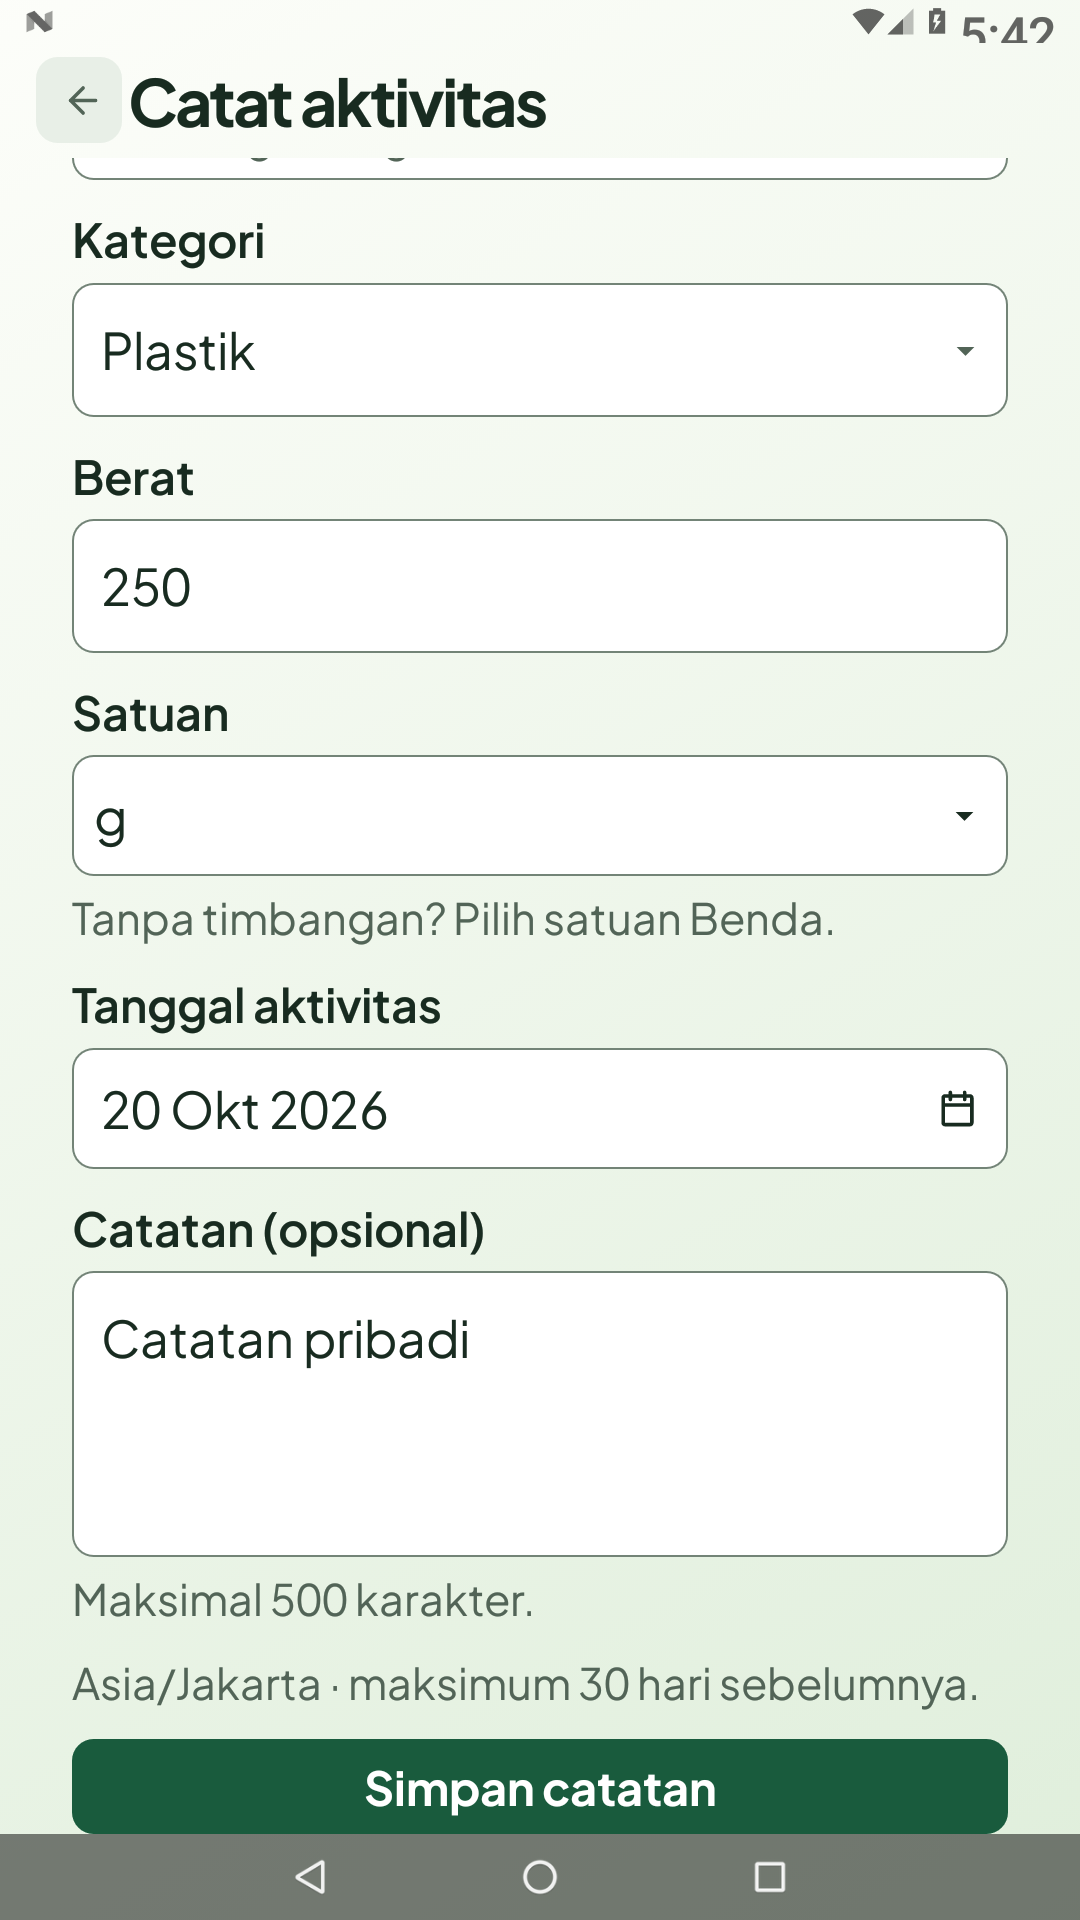 5:42
Catat aktivitas
Kategori
Plastik
Berat
250
Satuan
g
Tanpa timbangan? Pilih satuan Benda.
Tanggal aktivitas
20 Okt 2026
Catatan (opsional)
Catatan pribadi
Maksimal 500 karakter.
Asia/Jakarta · maksimum 30 hari sebelumnya.
Simpan catatan